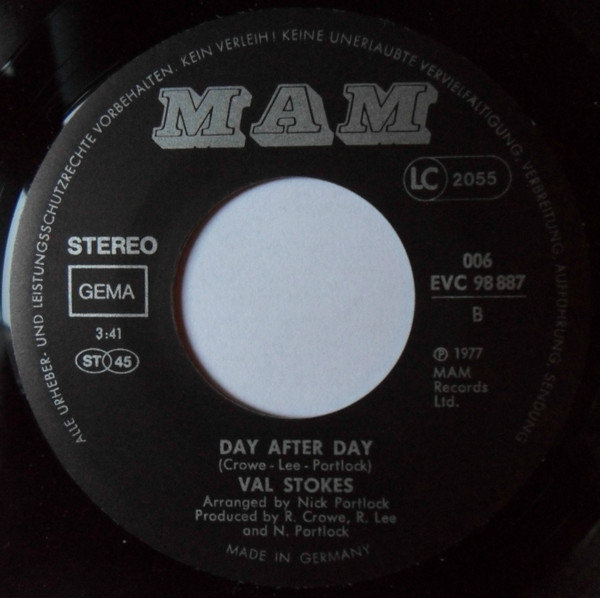 ALLE URHEBER- UND LEISTUNGSSCHUTZRECHTE VORBEHALTEN. KEIN VERLEIH! KEINE UNERLAUBTE VERVIELFÄLTIGUNG, VERBREITUNG, AUFFÜHRUNG, SENDUNG
MAM
LC 2055
STEREO
GEMA
3:41
ST 45
006
EVC 98 887
B
℗ 1977
MAM
Records
Ltd.
DAY AFTER DAY
(Crowe - Lee - Portlock)
VAL STOKES
Arranged by Nick Portlock
Produced by R. Crowe, R. Lee
and N. Portlock
MADE IN GERMANY